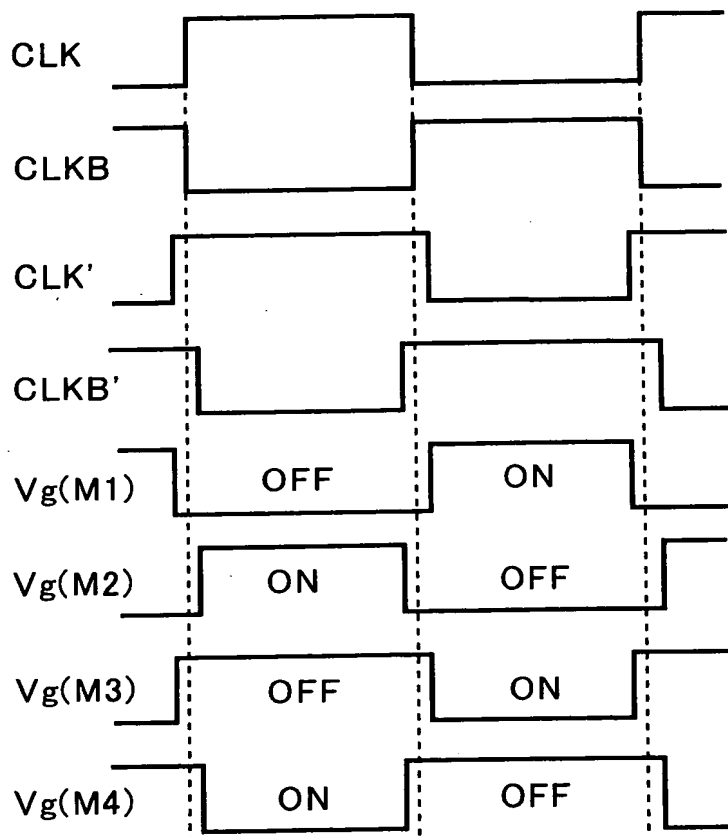 CLK
CLKB
CLK'
CLKB'
Vg(M1) OFF ON
Vg(M2) ON OFF
Vg(M3) OFF ON
Vg(M4) ON OFF